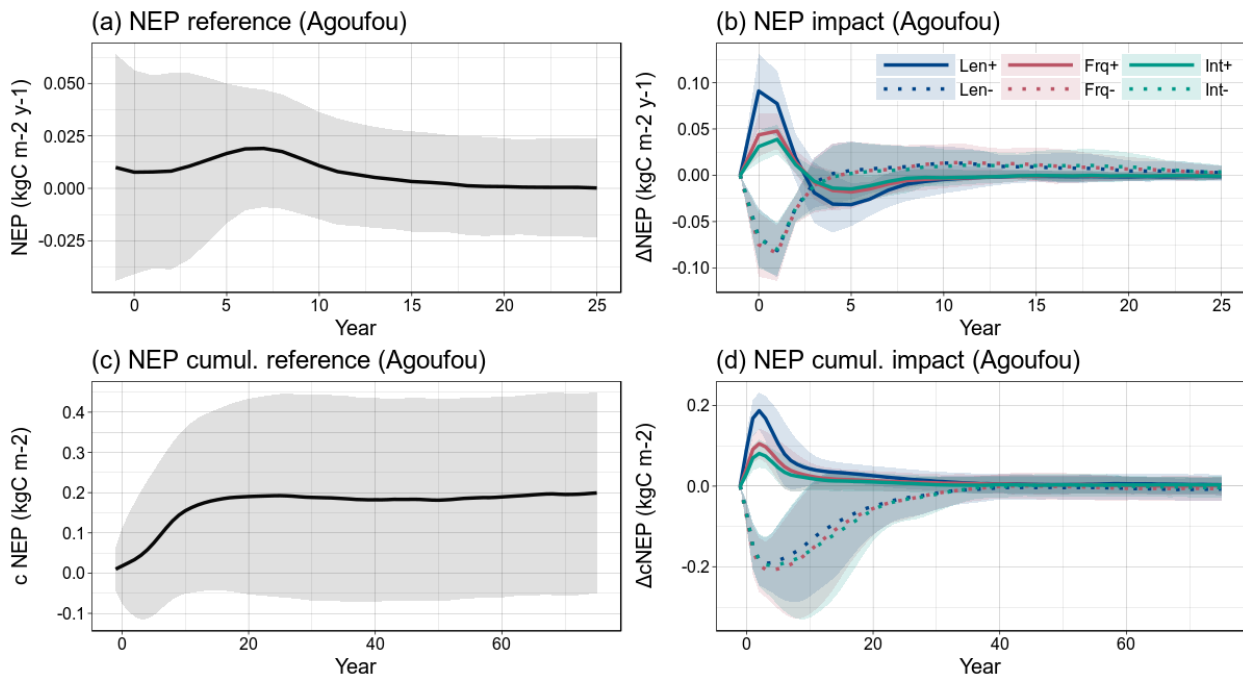 (a) NEP reference (Agoufou)
NEP (kgC m-2 y-1)
0.050
0.025
0.000
-0.025
0 5 10 15 20 25
Year
(b) NEP impact (Agoufou)
ΔNEP (kgC m-2 y-1)
Len+ Frq+ Int+
Len- Frq- Int-
0.10
0.05
0.00
-0.05
-0.10
0 5 10 15 20 25
Year
(c) NEP cumul. reference (Agoufou)
c NEP (kgC m-2)
0.4
0.3
0.2
0.1
0.0
-0.1
0 20 40 60
Year
(d) NEP cumul. impact (Agoufou)
ΔcNEP (kgC m-2)
0.2
0.0
-0.2
0 20 40 60
Year